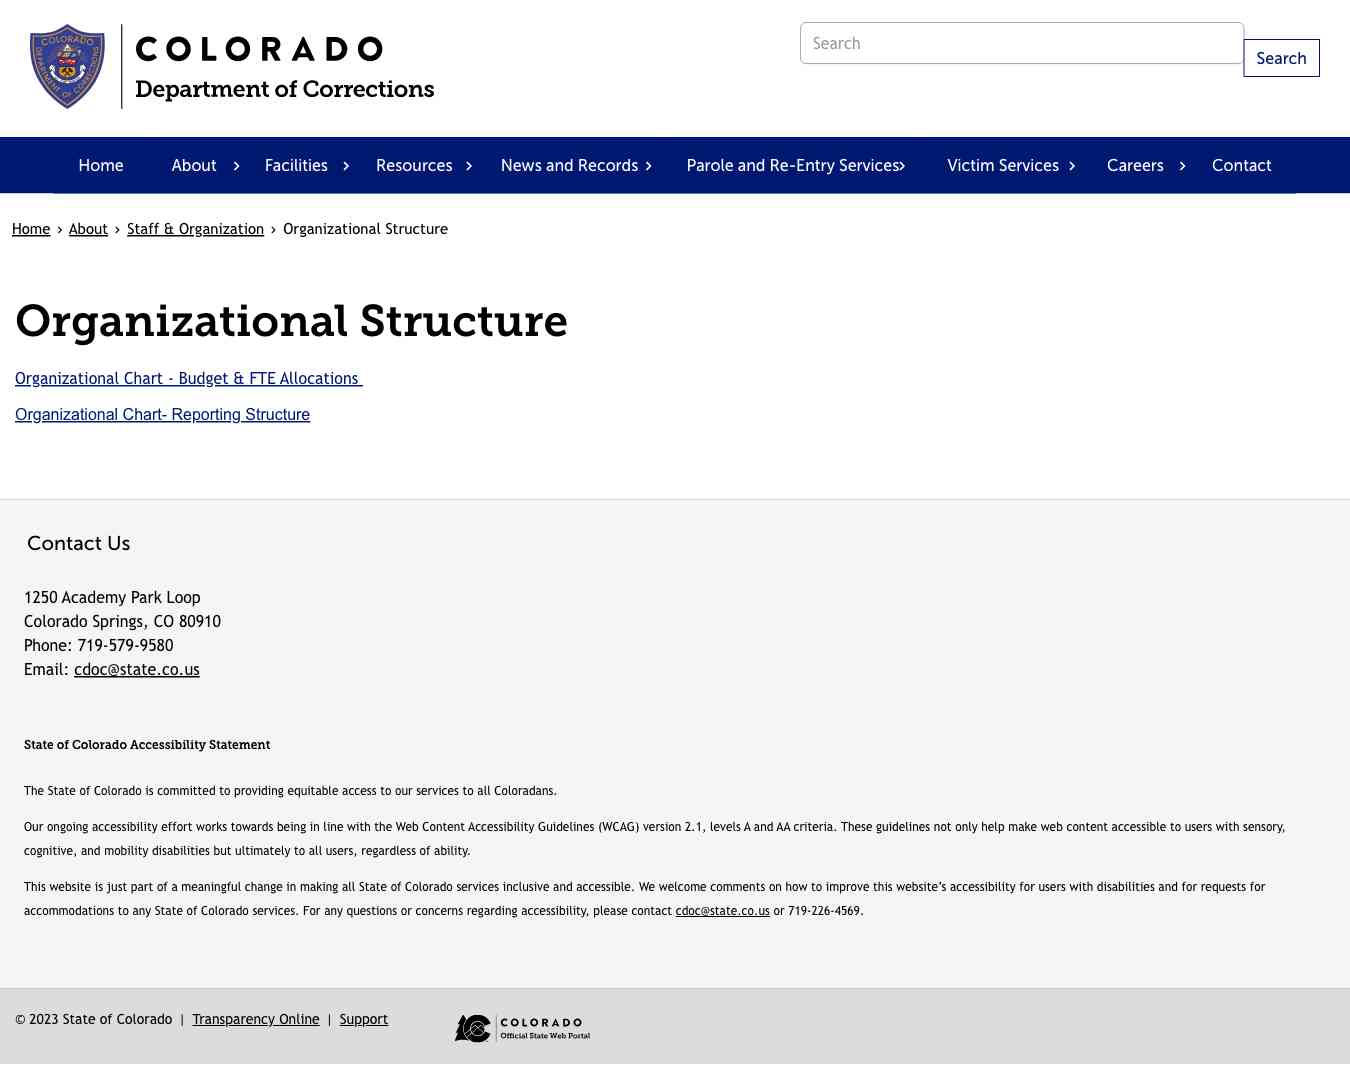 COLORADO
Department of Corrections
Search
Search
Home
About
Facilities
Resources
News and Records
Parole and Re-Entry Services
Victim Services
Careers
Contact
Home › About › Staff & Organization › Organizational Structure
Organizational Structure
Organizational Chart - Budget & FTE Allocations
Organizational Chart- Reporting Structure
Contact Us
1250 Academy Park Loop
Colorado Springs, CO 80910
Phone: 719-579-9580
Email: cdoc@state.co.us
State of Colorado Accessibility Statement
The State of Colorado is committed to providing equitable access to our services to all Coloradans.
Our ongoing accessibility effort works towards being in line with the Web Content Accessibility Guidelines (WCAG) version 2.1, levels A and AA criteria. These guidelines not only help make web content accessible to users with sensory,
cognitive, and mobility disabilities but ultimately to all users, regardless of ability.
This website is just part of a meaningful change in making all State of Colorado services inclusive and accessible. We welcome comments on how to improve this website’s accessibility for users with disabilities and for requests for
accommodations to any State of Colorado services. For any questions or concerns regarding accessibility, please contact cdoc@state.co.us or 719-226-4569.
© 2023 State of Colorado | Transparency Online | Support
COLORADO
Official State Web Portal